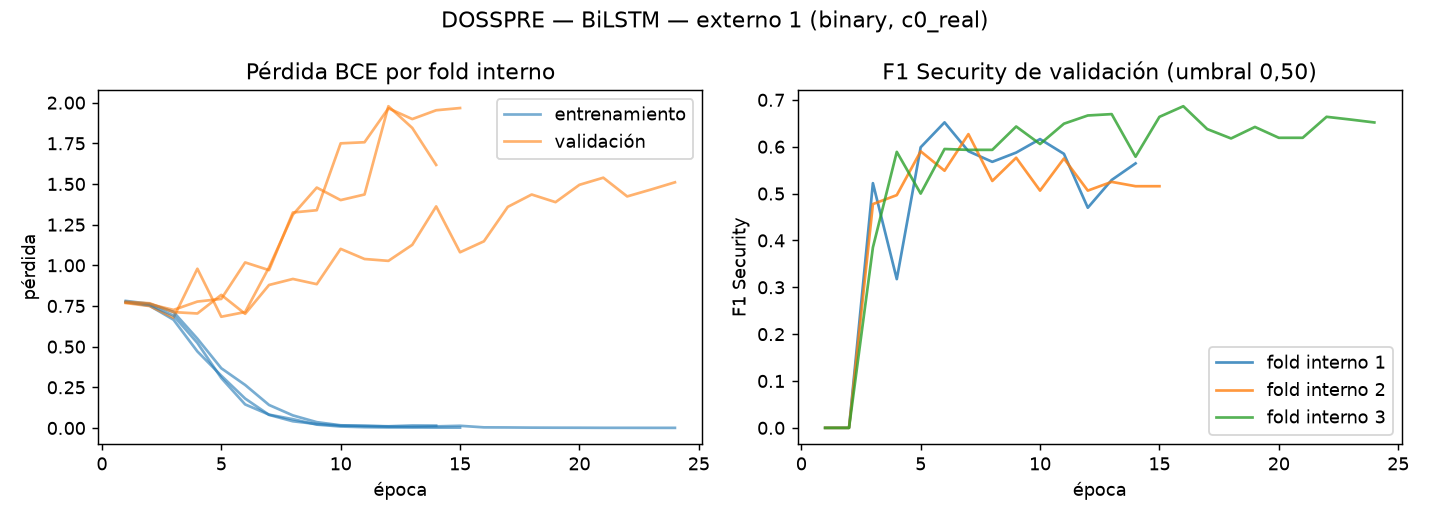 DOSSPRE — BiLSTM — externo 1 (binary, c0_real)
Pérdida BCE por fold interno
pérdida
2.00
1.75
1.50
1.25
1.00
0.75
0.50
0.25
0.00
entrenamiento
validación
0 5 10 15 20 25
época
F1 Security de validación (umbral 0,50)
F1 Security
0.7
0.6
0.5
0.4
0.3
0.2
0.1
0.0
fold interno 1
fold interno 2
fold interno 3
0 5 10 15 20 25
época